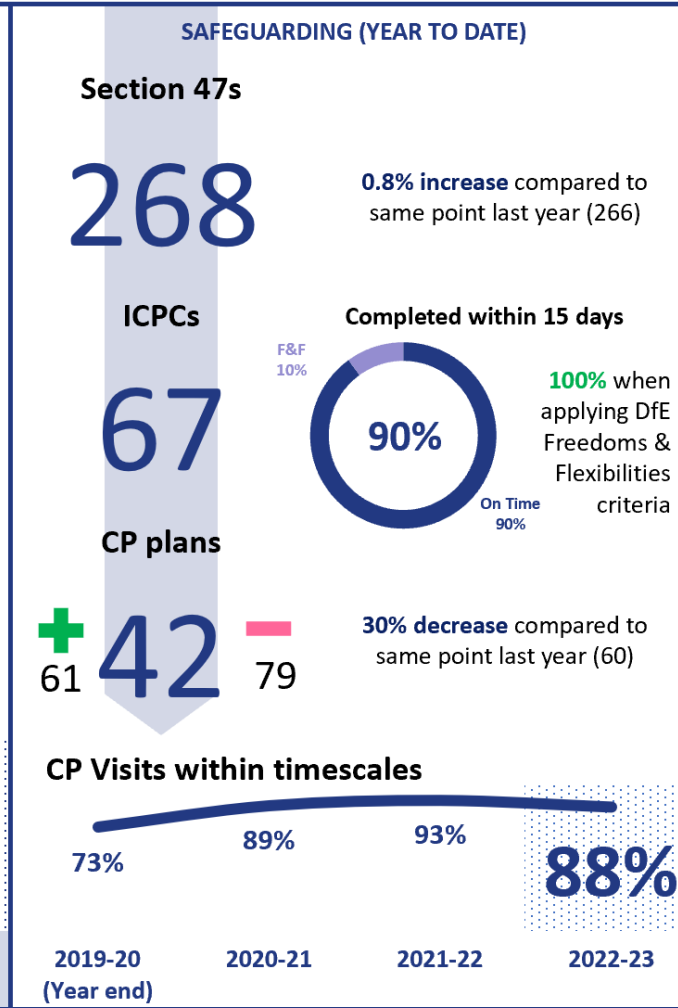 SAFEGUARDING (YEAR TO DATE)
Section 47s
268
0.8% increase compared to
same point last year (266)
ICPCs
67
Completed within 15 days
F&F
10%
90%
On Time
90%
100% when
applying DfE
Freedoms &
Flexibilities
criteria
CP plans
+
61
42
−
79
30% decrease compared to
same point last year (60)
CP Visits within timescales
73%
89%
93%
88%
2019-20
(Year end)
2020-21
2021-22
2022-23